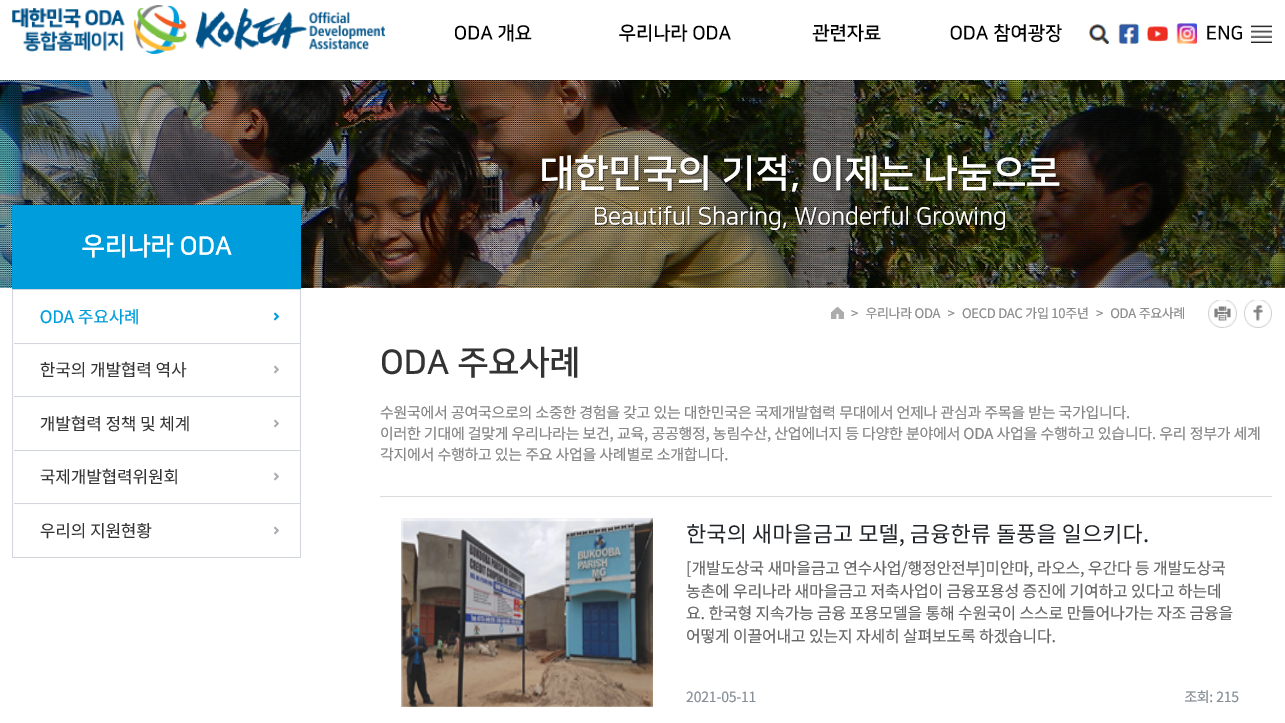 대한민국 ODA
통합홈페이지
KOREA
Official
Development
Assistance
ODA 개요
우리나라 ODA
관련자료
ODA 참여광장
ENG
대한민국의 기적, 이제는 나눔으로
Beautiful Sharing, Wonderful Growing
우리나라 ODA
ODA 주요사례
한국의 개발협력 역사
개발협력 정책 및 체계
국제개발협력위원회
우리의 지원현황
> 우리나라 ODA > OECD DAC 가입 10주년 > ODA 주요사례
ODA 주요사례
수원국에서 공여국으로의 소중한 경험을 갖고 있는 대한민국은 국제개발협력 무대에서 언제나 관심과 주목을 받는 국가입니다.
이러한 기대에 걸맞게 우리나라는 보건, 교육, 공공행정, 농림수산, 산업에너지 등 다양한 분야에서 ODA 사업을 수행하고 있습니다. 우리 정부가 세계
각지에서 수행하고 있는 주요 사업을 사례별로 소개합니다.
BUKOOBA
PARISH
MG
한국의 새마을금고 모델, 금융한류 돌풍을 일으키다.
[개발도상국 새마을금고 연수사업/행정안전부]미얀마, 라오스, 우간다 등 개발도상국
농촌에 우리나라 새마을금고 저축사업이 금융포용성 증진에 기여하고 있다고 하는데
요. 한국형 지속가능 금융 포용모델을 통해 수원국이 스스로 만들어나가는 자조 금융을
어떻게 이끌어내고 있는지 자세히 살펴보도록 하겠습니다.
2021-05-11
조회: 215